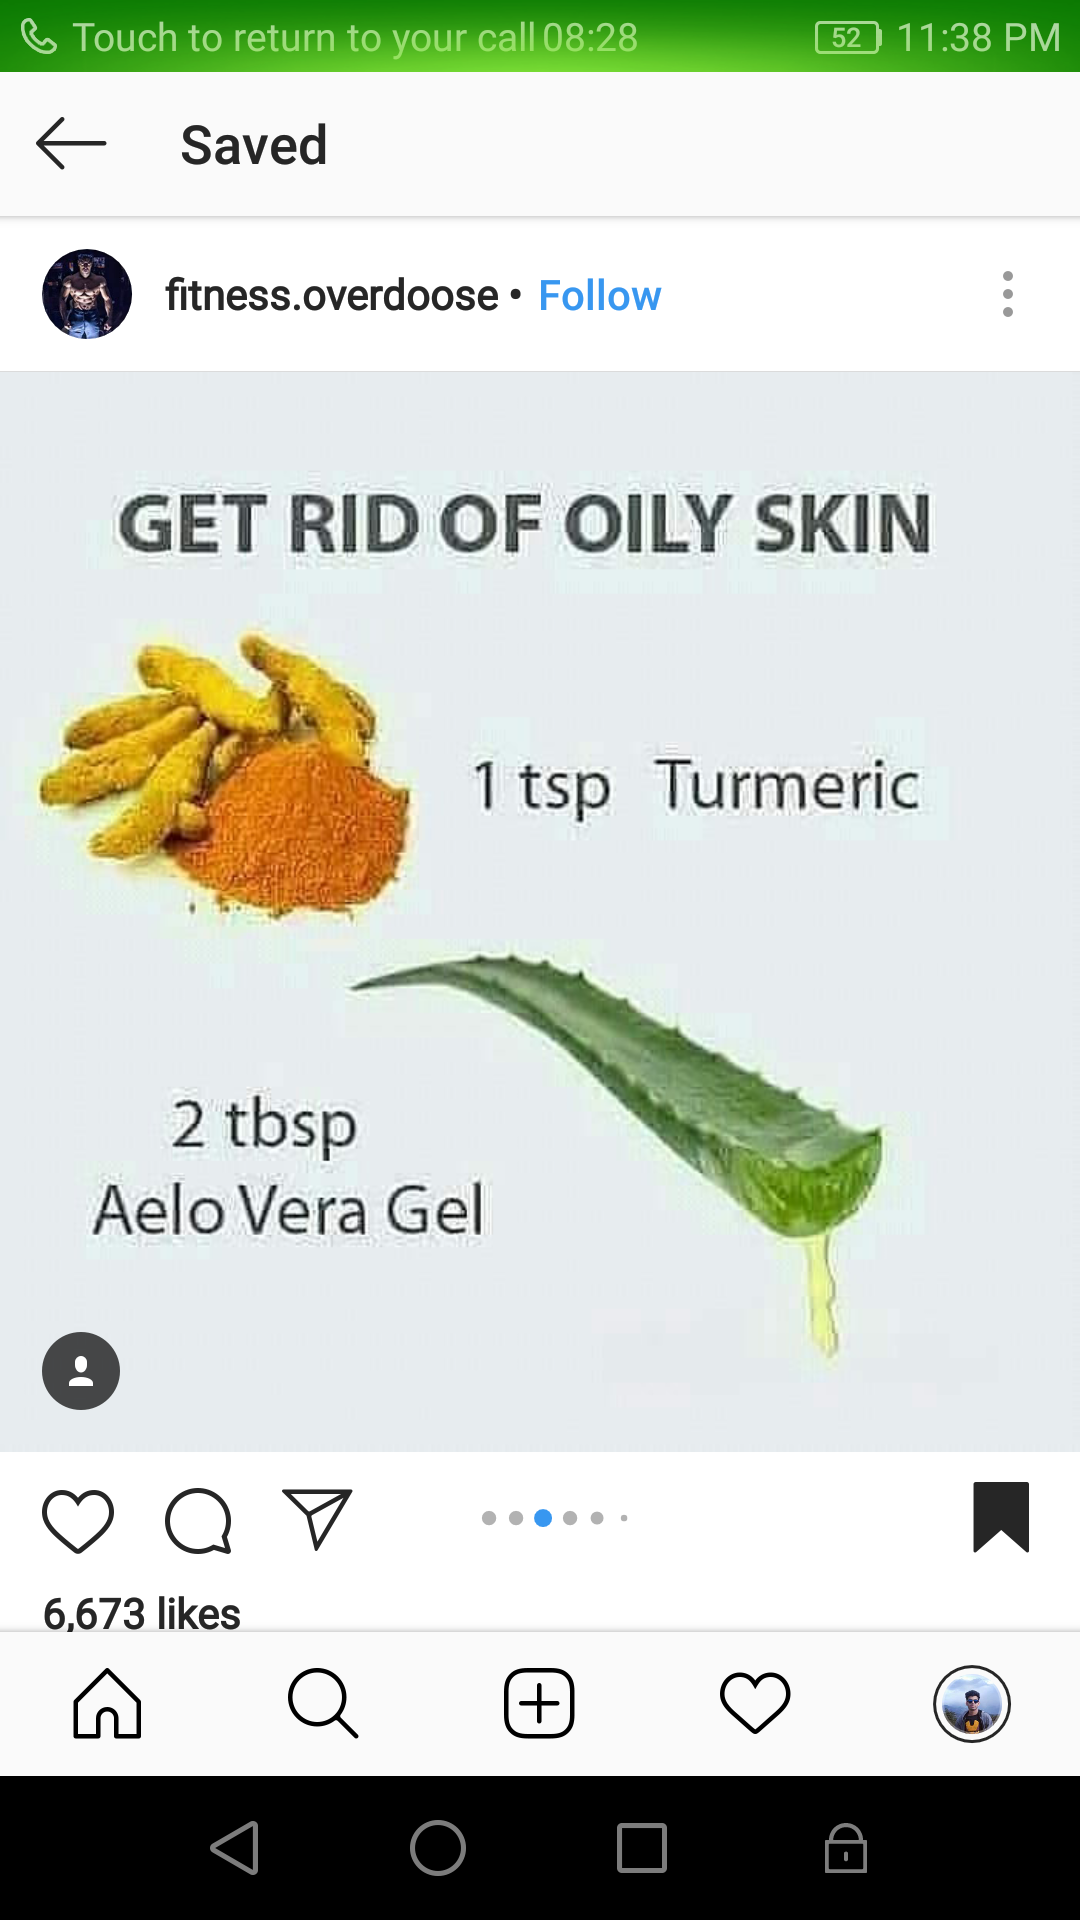 Touch to return to your call 08:28 52 11:38 PM
Saved
fitness.overdoose • Follow
GET RID OF OILY SKIN
1 tsp Turmeric
2 tbsp
Aelo Vera Gel
6,673 likes